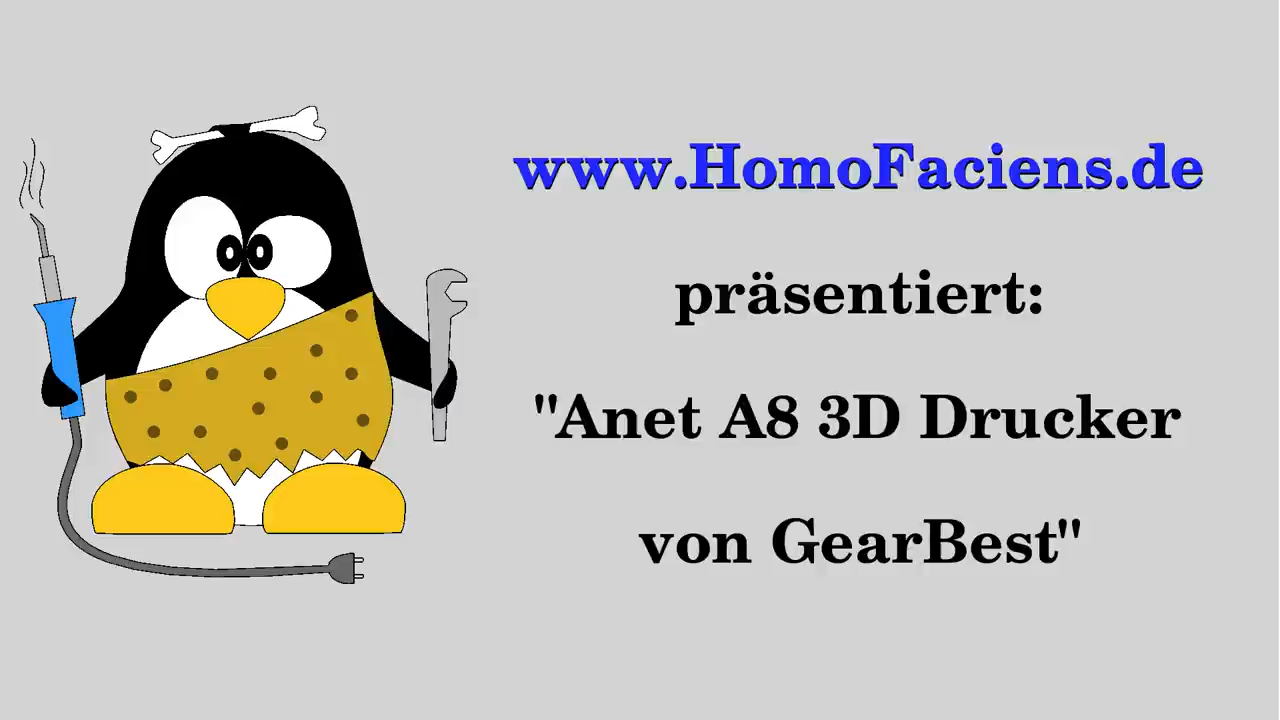 www.HomoFaciens.de
präsentiert:
"Anet A8 3D Drucker
von GearBest"